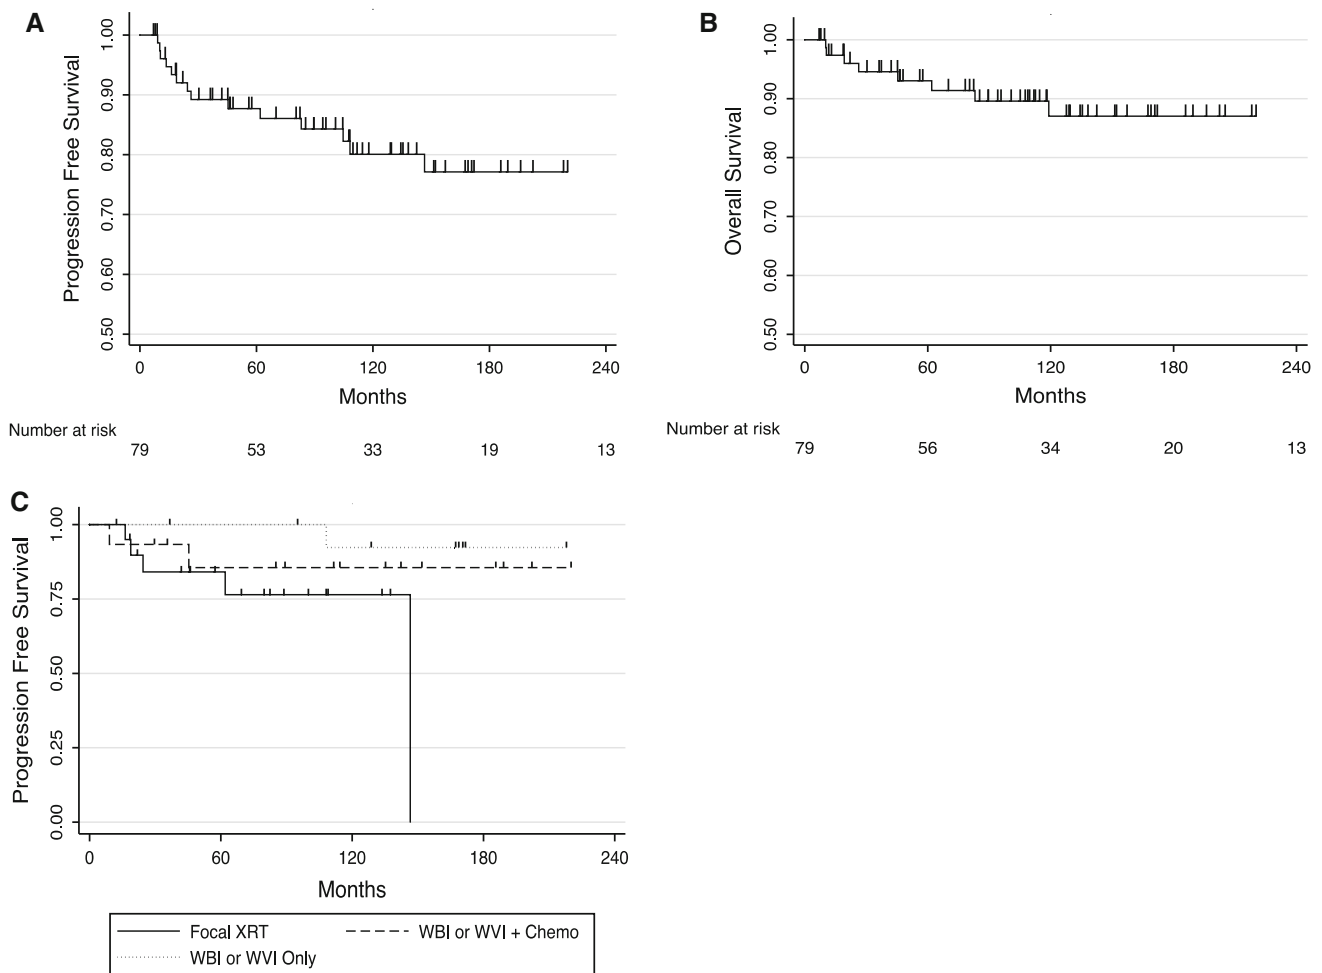 A
Progression Free Survival
1.00
0.90
0.80
0.70
0.60
0.50
0 60 120 180 240
Months
Number at risk
79 53 33 19 13
B
Overall Survival
1.00
0.90
0.80
0.70
0.60
0.50
0 60 120 180 240
Months
Number at risk
79 56 34 20 13
C
Progression Free Survival
1.00
0.75
0.50
0.25
0.00
0 60 120 180 240
Months
Focal XRT WBI or WVI + Chemo
WBI or WVI Only